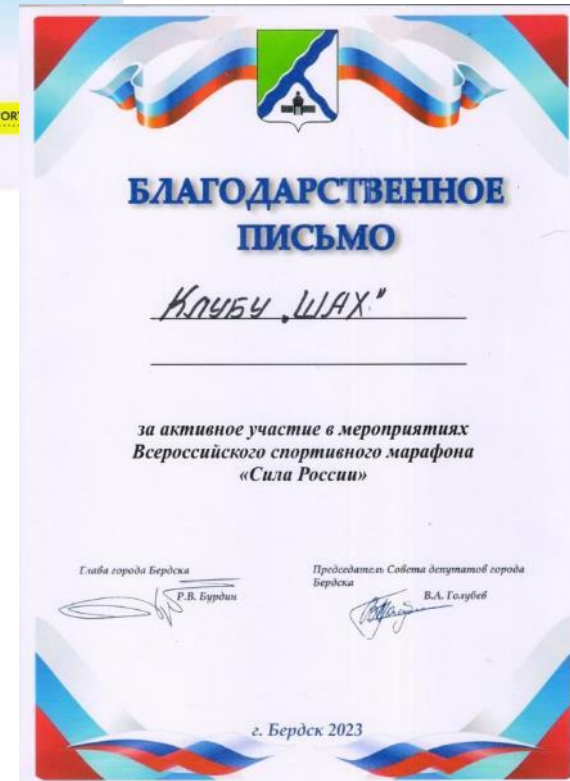 POR
БЛАГОДАРСТВЕННОЕ
ПИСЬМО
Клубу „ШАХ"
за активное участие в мероприятиях
Всероссийского спортивного марафона
«Сила России»
Глава города Бердска
Р.В. Бурдин
Председатель Совета депутатов города
Бердска
В.А. Голубев
г. Бердск 2023